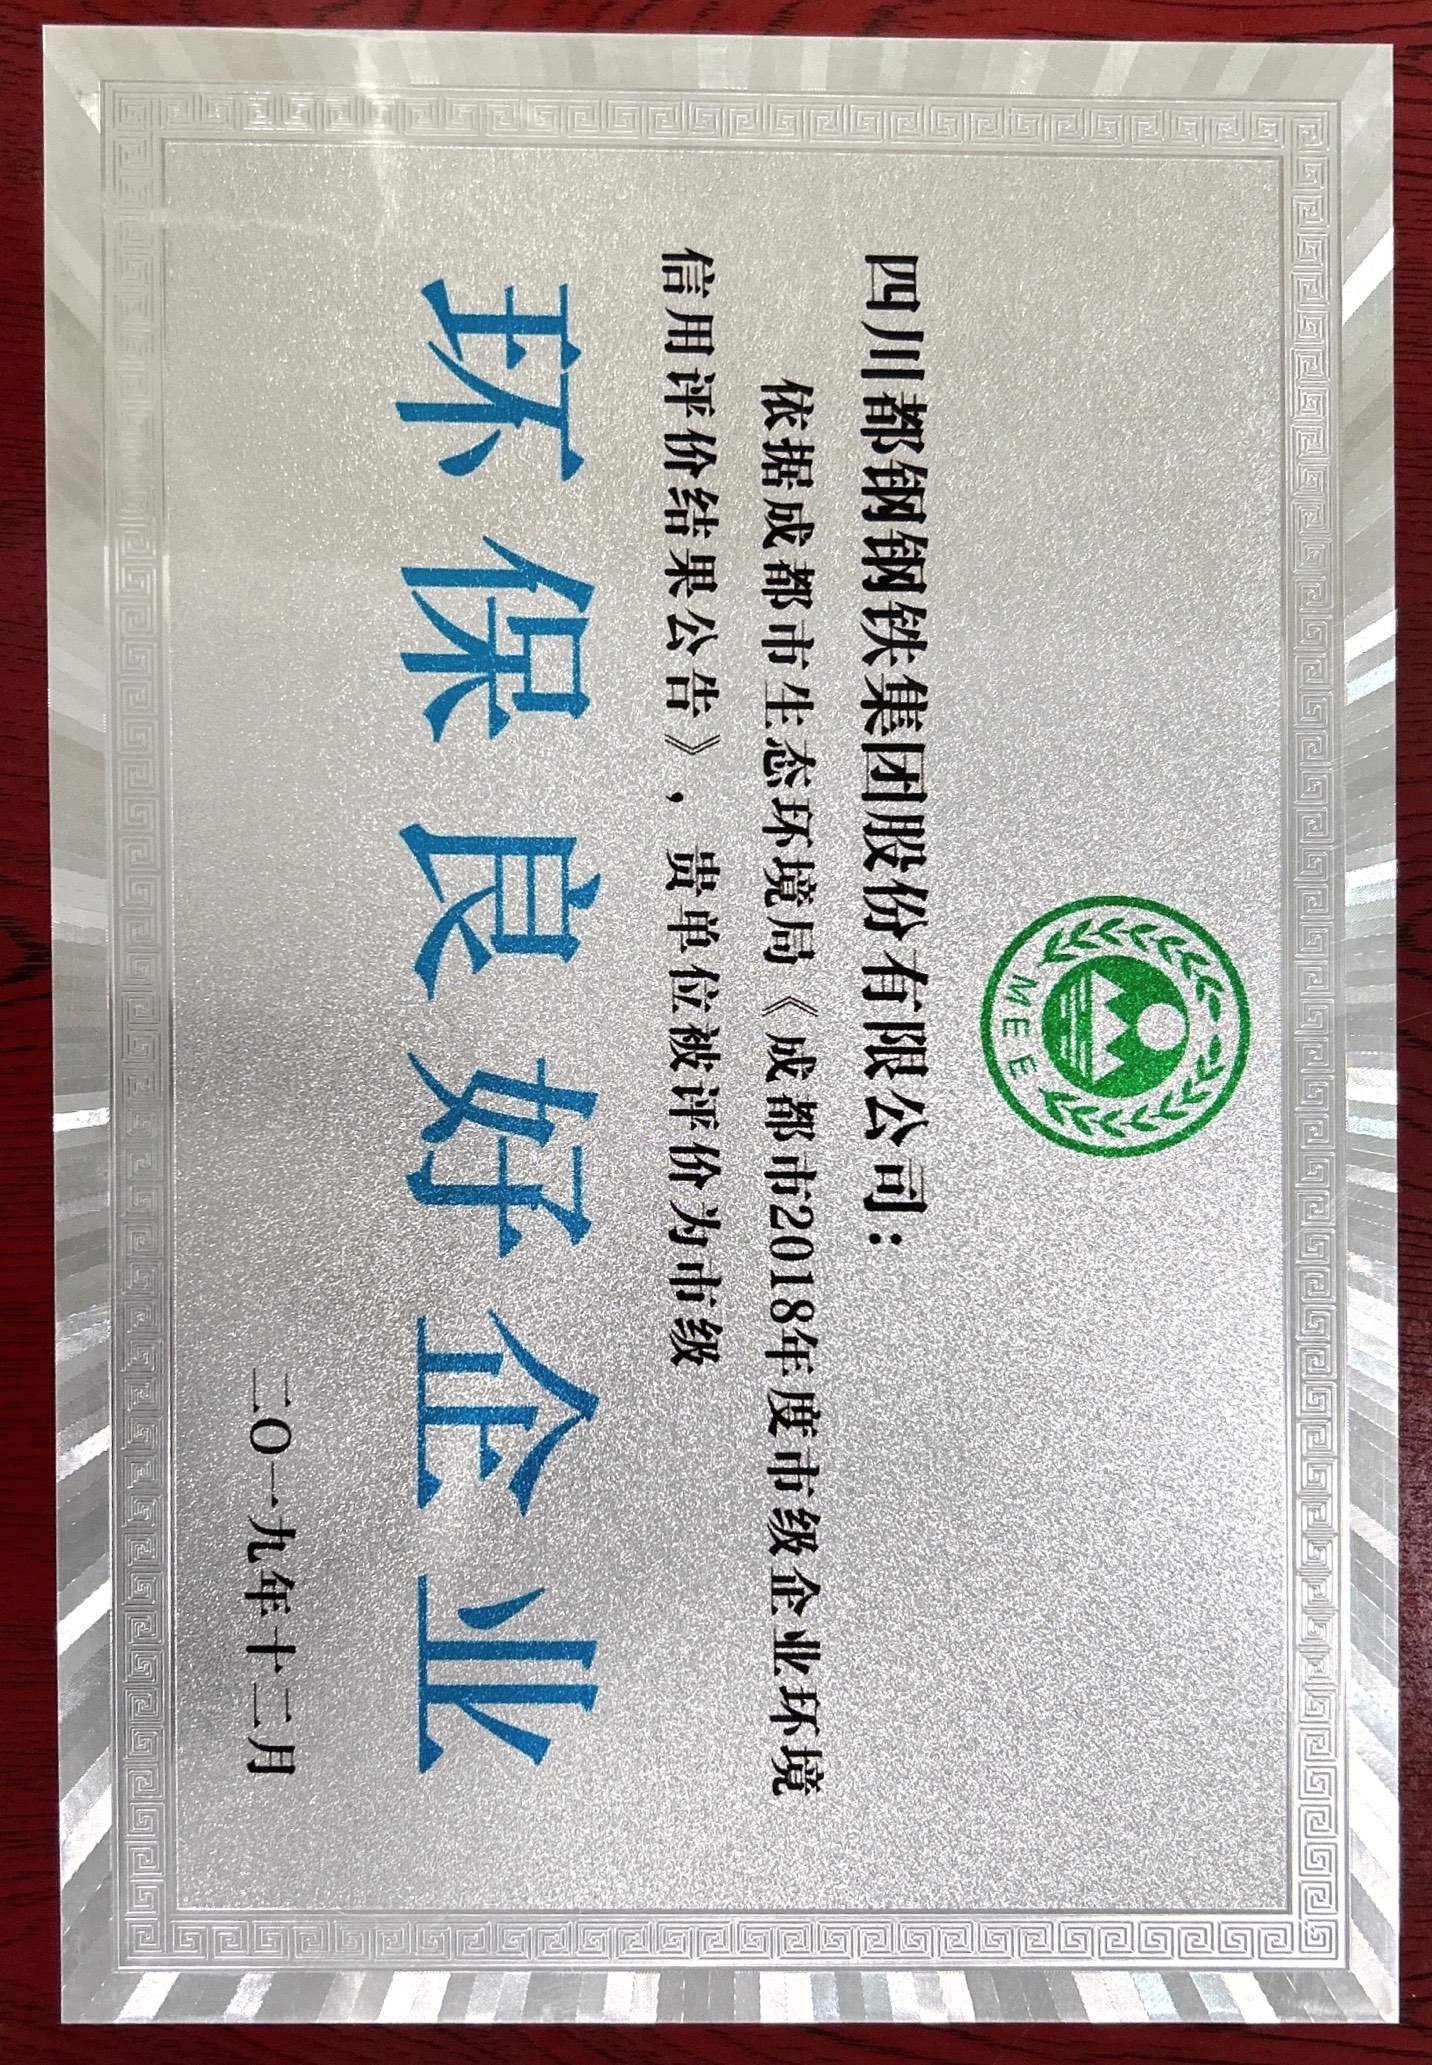 MEE
四川都钢钢铁集团股份有限公司：
依据成都市生态环境局《成都市2018年度市级企业环境
信用评价结果公告》，贵单位被评价为市级
环保良好企业
二〇一九年十二月